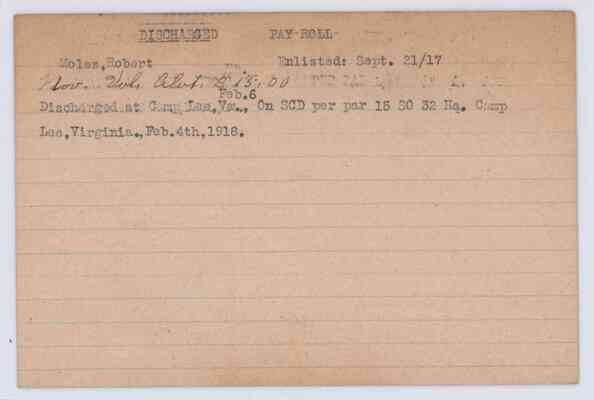 DISCHARGED PAY-ROLL
Moles,Robert Enlisted: Sept. 21/17
Nov. Vol. Alot. 15.00
Feb.6
Discharged at Camp Lee,Va., On SCD per par 15 SO 32 Hq. Camp
Lee,Virginia.,Feb.4th,1918.